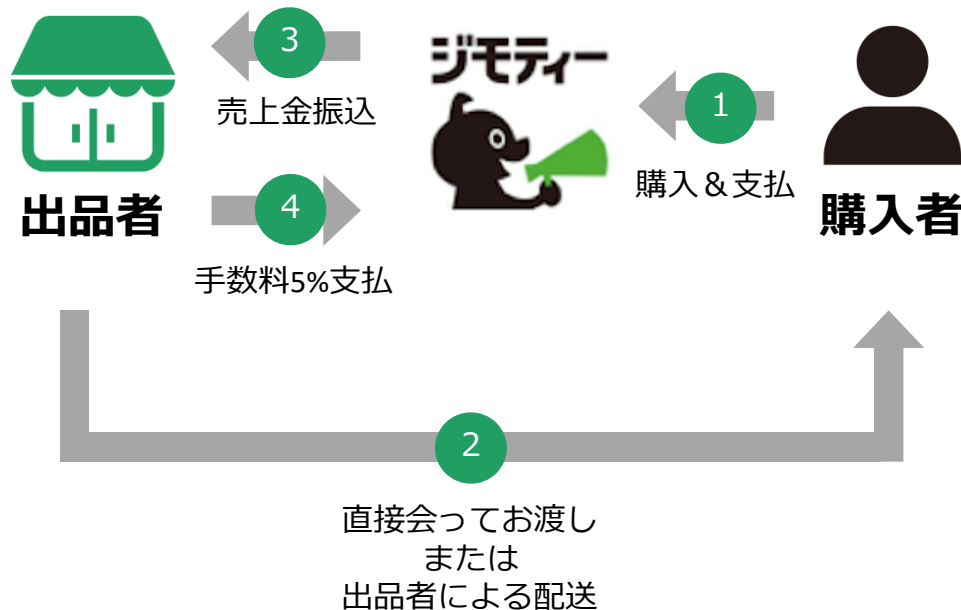 3
売上金振込
ジモティー
1
購入＆支払
出品者
4
手数料5%支払
購入者
2
直接会ってお渡し
または
出品者による配送